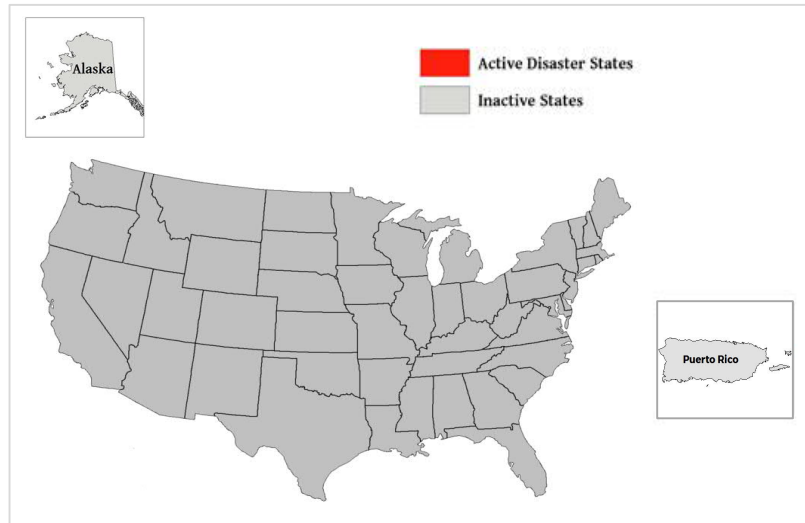 Alaska
Active Disaster States
Inactive States
Puerto Rico